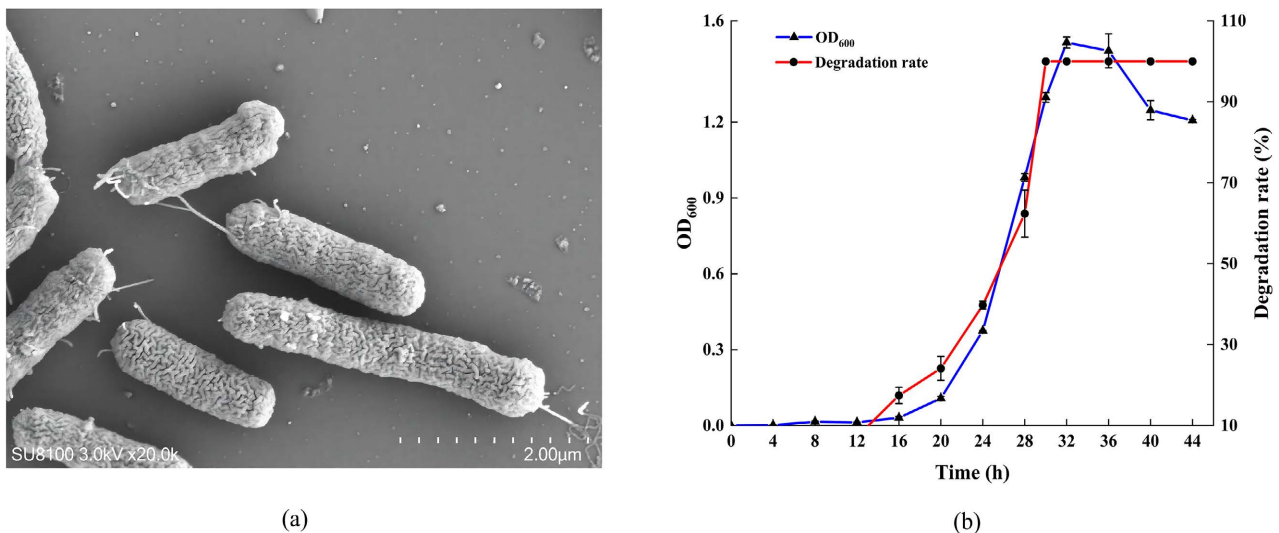 SU8100 3.0kV x20.0k 2.00µm
(a)
OD600
Degradation rate
1.6
1.2
0.9
0.6
0.3
0.0
OD600
110
90
70
50
30
10
Degradation rate (%)
0 4 8 12 16 20 24 28 32 36 40 44
Time (h)
(b)